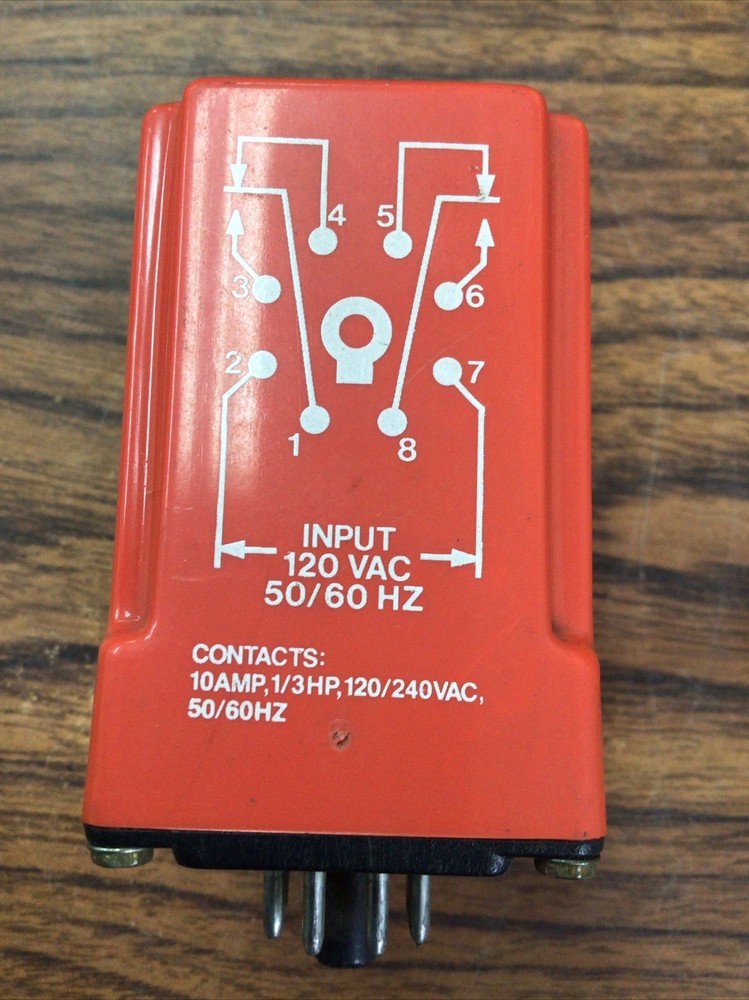 4 5
3 6
2 7
1 8
INPUT
120 VAC
50/60 HZ
CONTACTS:
10AMP,1/3HP,120/240VAC,
50/60HZ